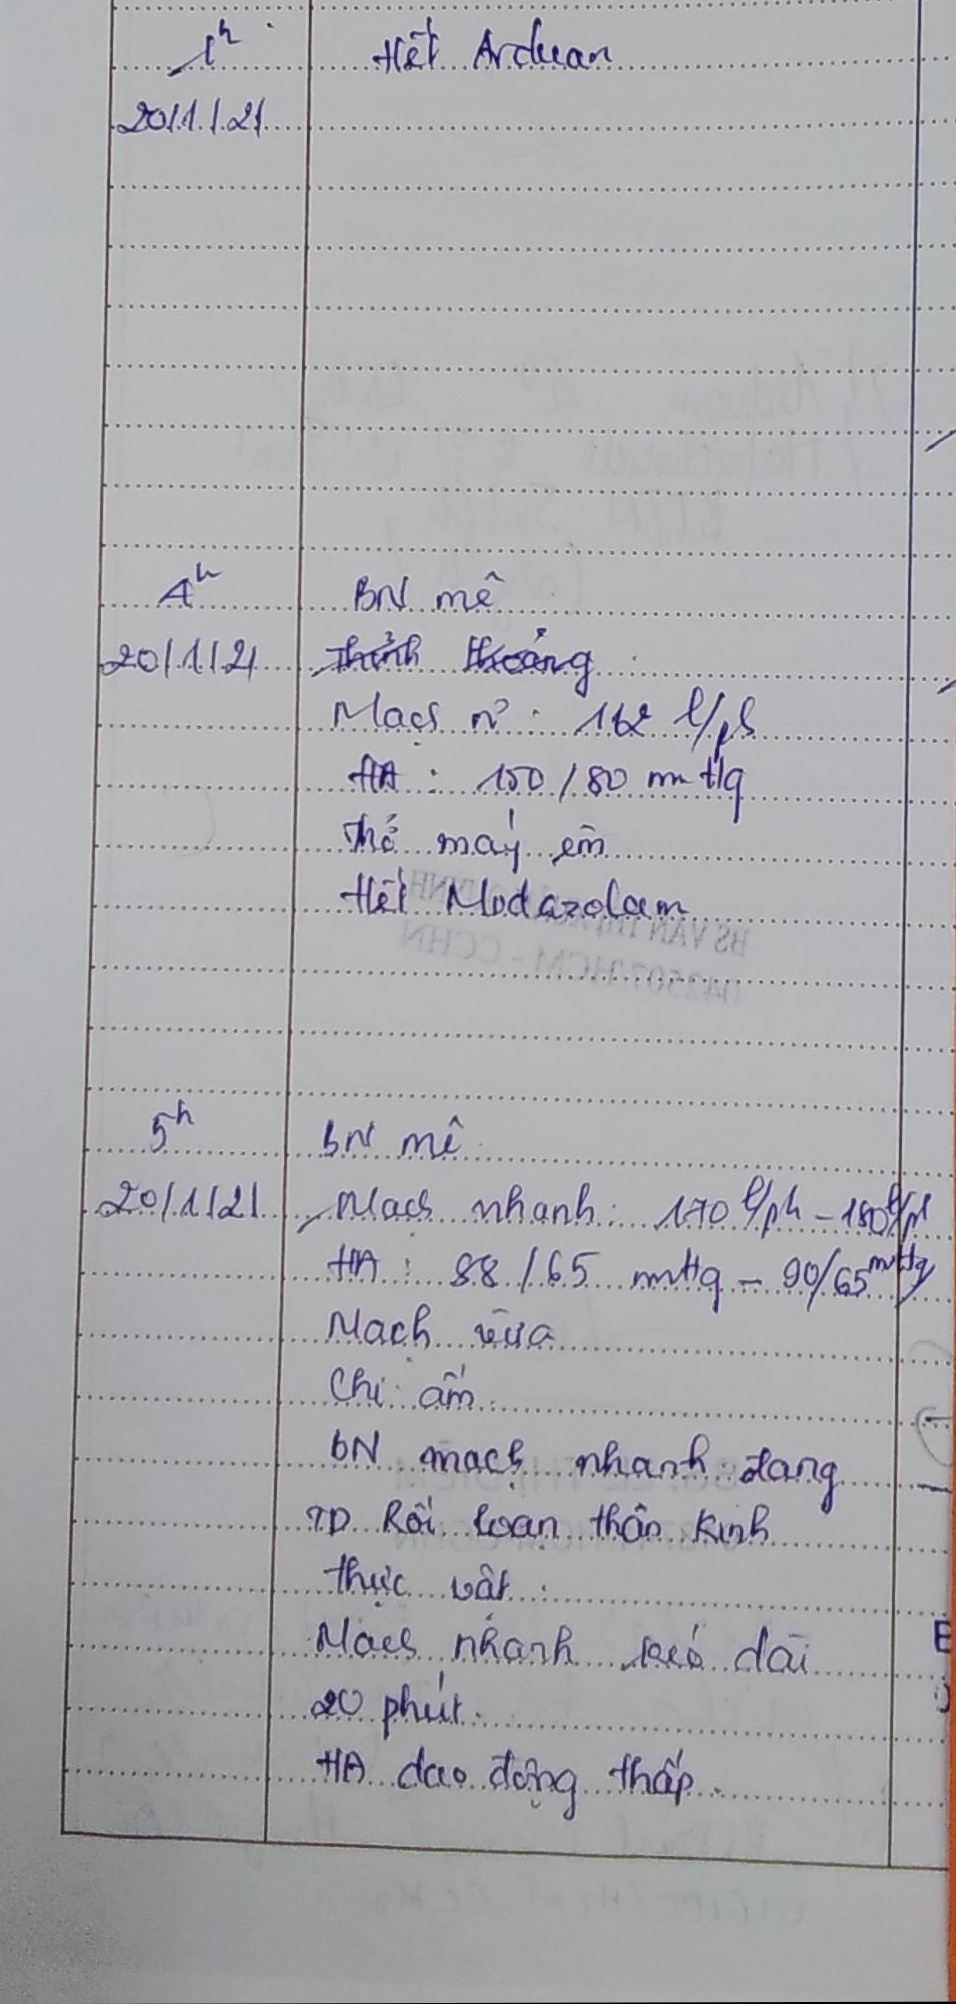 1h
Hết Arduan
20/1/21
4h
BN mê
20/1/21
Thỉnh thoảng
Mạch : 162 l/ph
HA : 100/80 mmHg
Thở máy êm
Hết Midazolam
5h
BN mê
20/1/21
Mạch nhanh: 170 l/ph - 180 l/ph
HA : 88/65 mmHg - 90/65 mmHg
Mạch vừa
Chi ấm
BN mạch nhanh đang
TD Rối loạn thần kinh
thực vật.
Mạch nhanh kéo dài
20 phút.
HA dao động thấp.